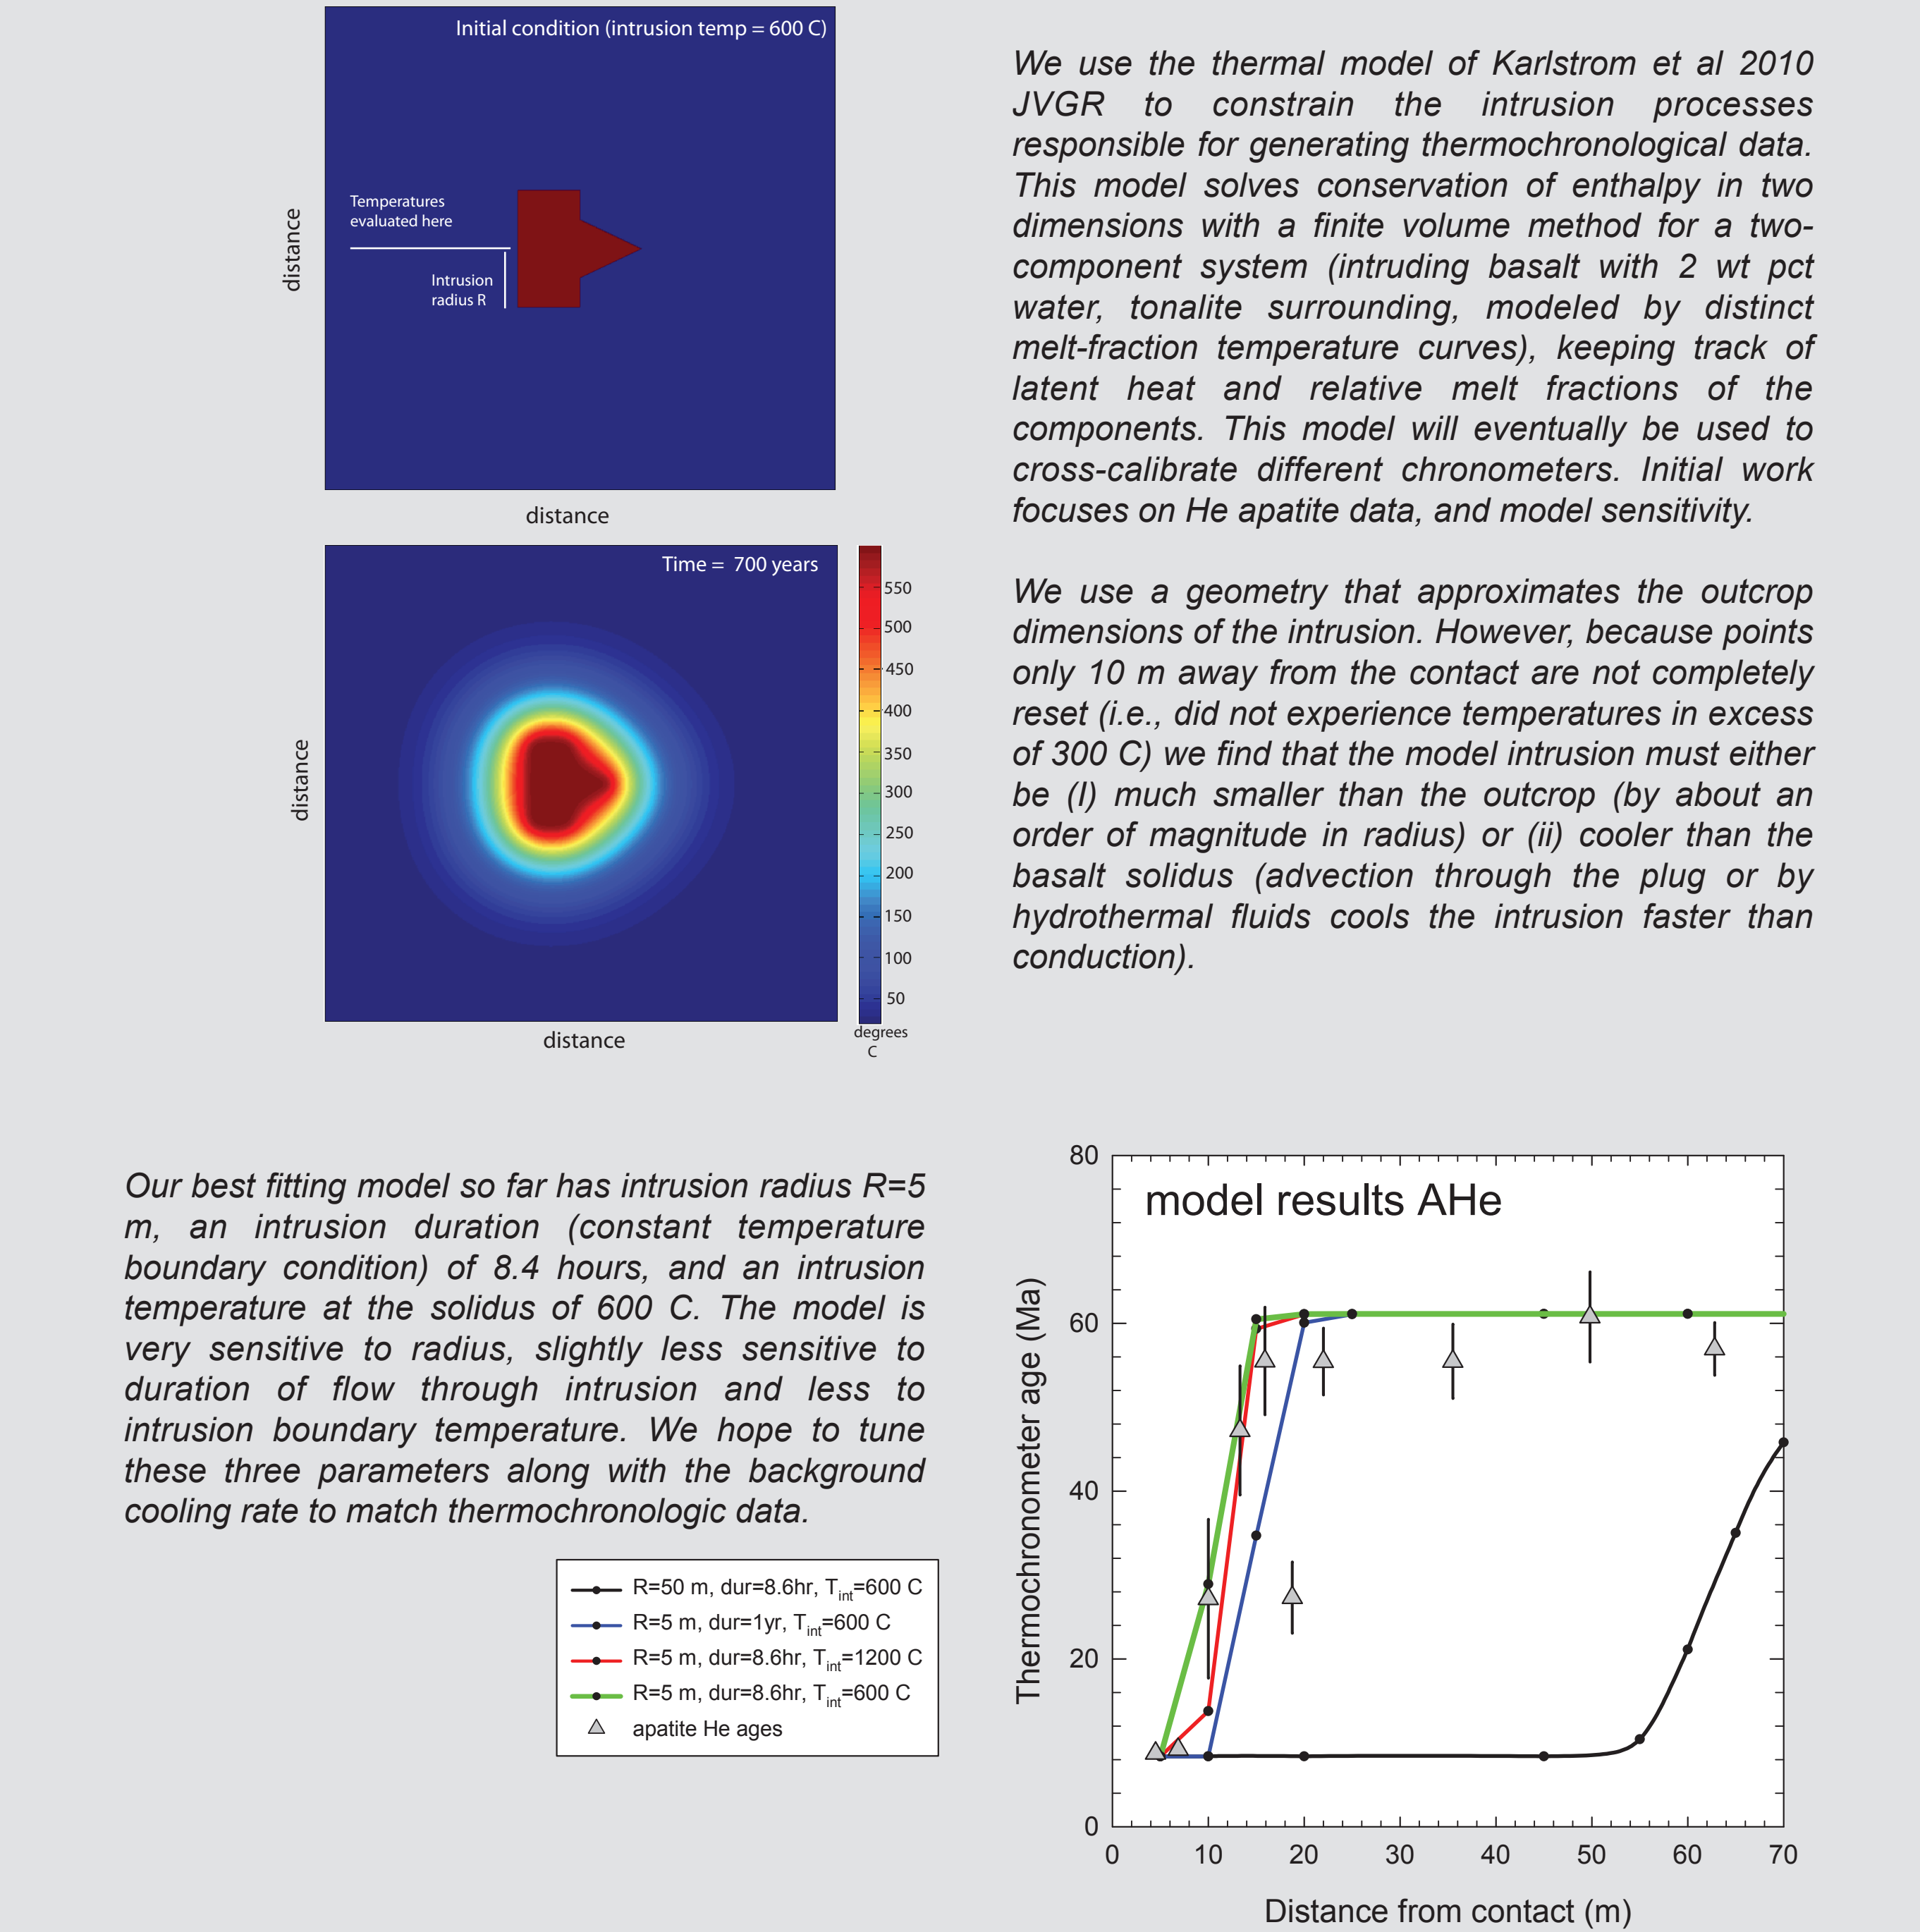 Initial condition (intrusion temp = 600 C)
Temperatures
evaluated here
Intrusion
radius R
distance
distance
We use the thermal model of Karlstrom et al 2010
JVGR to constrain the intrusion processes
responsible for generating thermochronological data.
This model solves conservation of enthalpy in two
dimensions with a finite volume method for a two-
component system (intruding basalt with 2 wt pct
water, tonalite surrounding, modeled by distinct
melt-fraction temperature curves), keeping track of
latent heat and relative melt fractions of the
components. This model will eventually be used to
cross-calibrate different chronometers. Initial work
focuses on He apatite data, and model sensitivity.
Time = 700 years
550
500
450
400
350
300
250
200
150
100
50
degrees
C
distance
distance
We use a geometry that approximates the outcrop
dimensions of the intrusion. However, because points
only 10 m away from the contact are not completely
reset (i.e., did not experience temperatures in excess
of 300 C) we find that the model intrusion must either
be (I) much smaller than the outcrop (by about an
order of magnitude in radius) or (ii) cooler than the
basalt solidus (advection through the plug or by
hydrothermal fluids cools the intrusion faster than
conduction).
Our best fitting model so far has intrusion radius R=5
m, an intrusion duration (constant temperature
boundary condition) of 8.4 hours, and an intrusion
temperature at the solidus of 600 C. The model is
very sensitive to radius, slightly less sensitive to
duration of flow through intrusion and less to
intrusion boundary temperature. We hope to tune
these three parameters along with the background
cooling rate to match thermochronologic data.
R=50 m, dur=8.6hr, Tint=600 C
R=5 m, dur=1yr, Tint=600 C
R=5 m, dur=8.6hr, Tint=1200 C
R=5 m, dur=8.6hr, Tint=600 C
apatite He ages
model results AHe
Thermochronometer age (Ma)
80
60
40
20
0
0 10 20 30 40 50 60 70
Distance from contact (m)